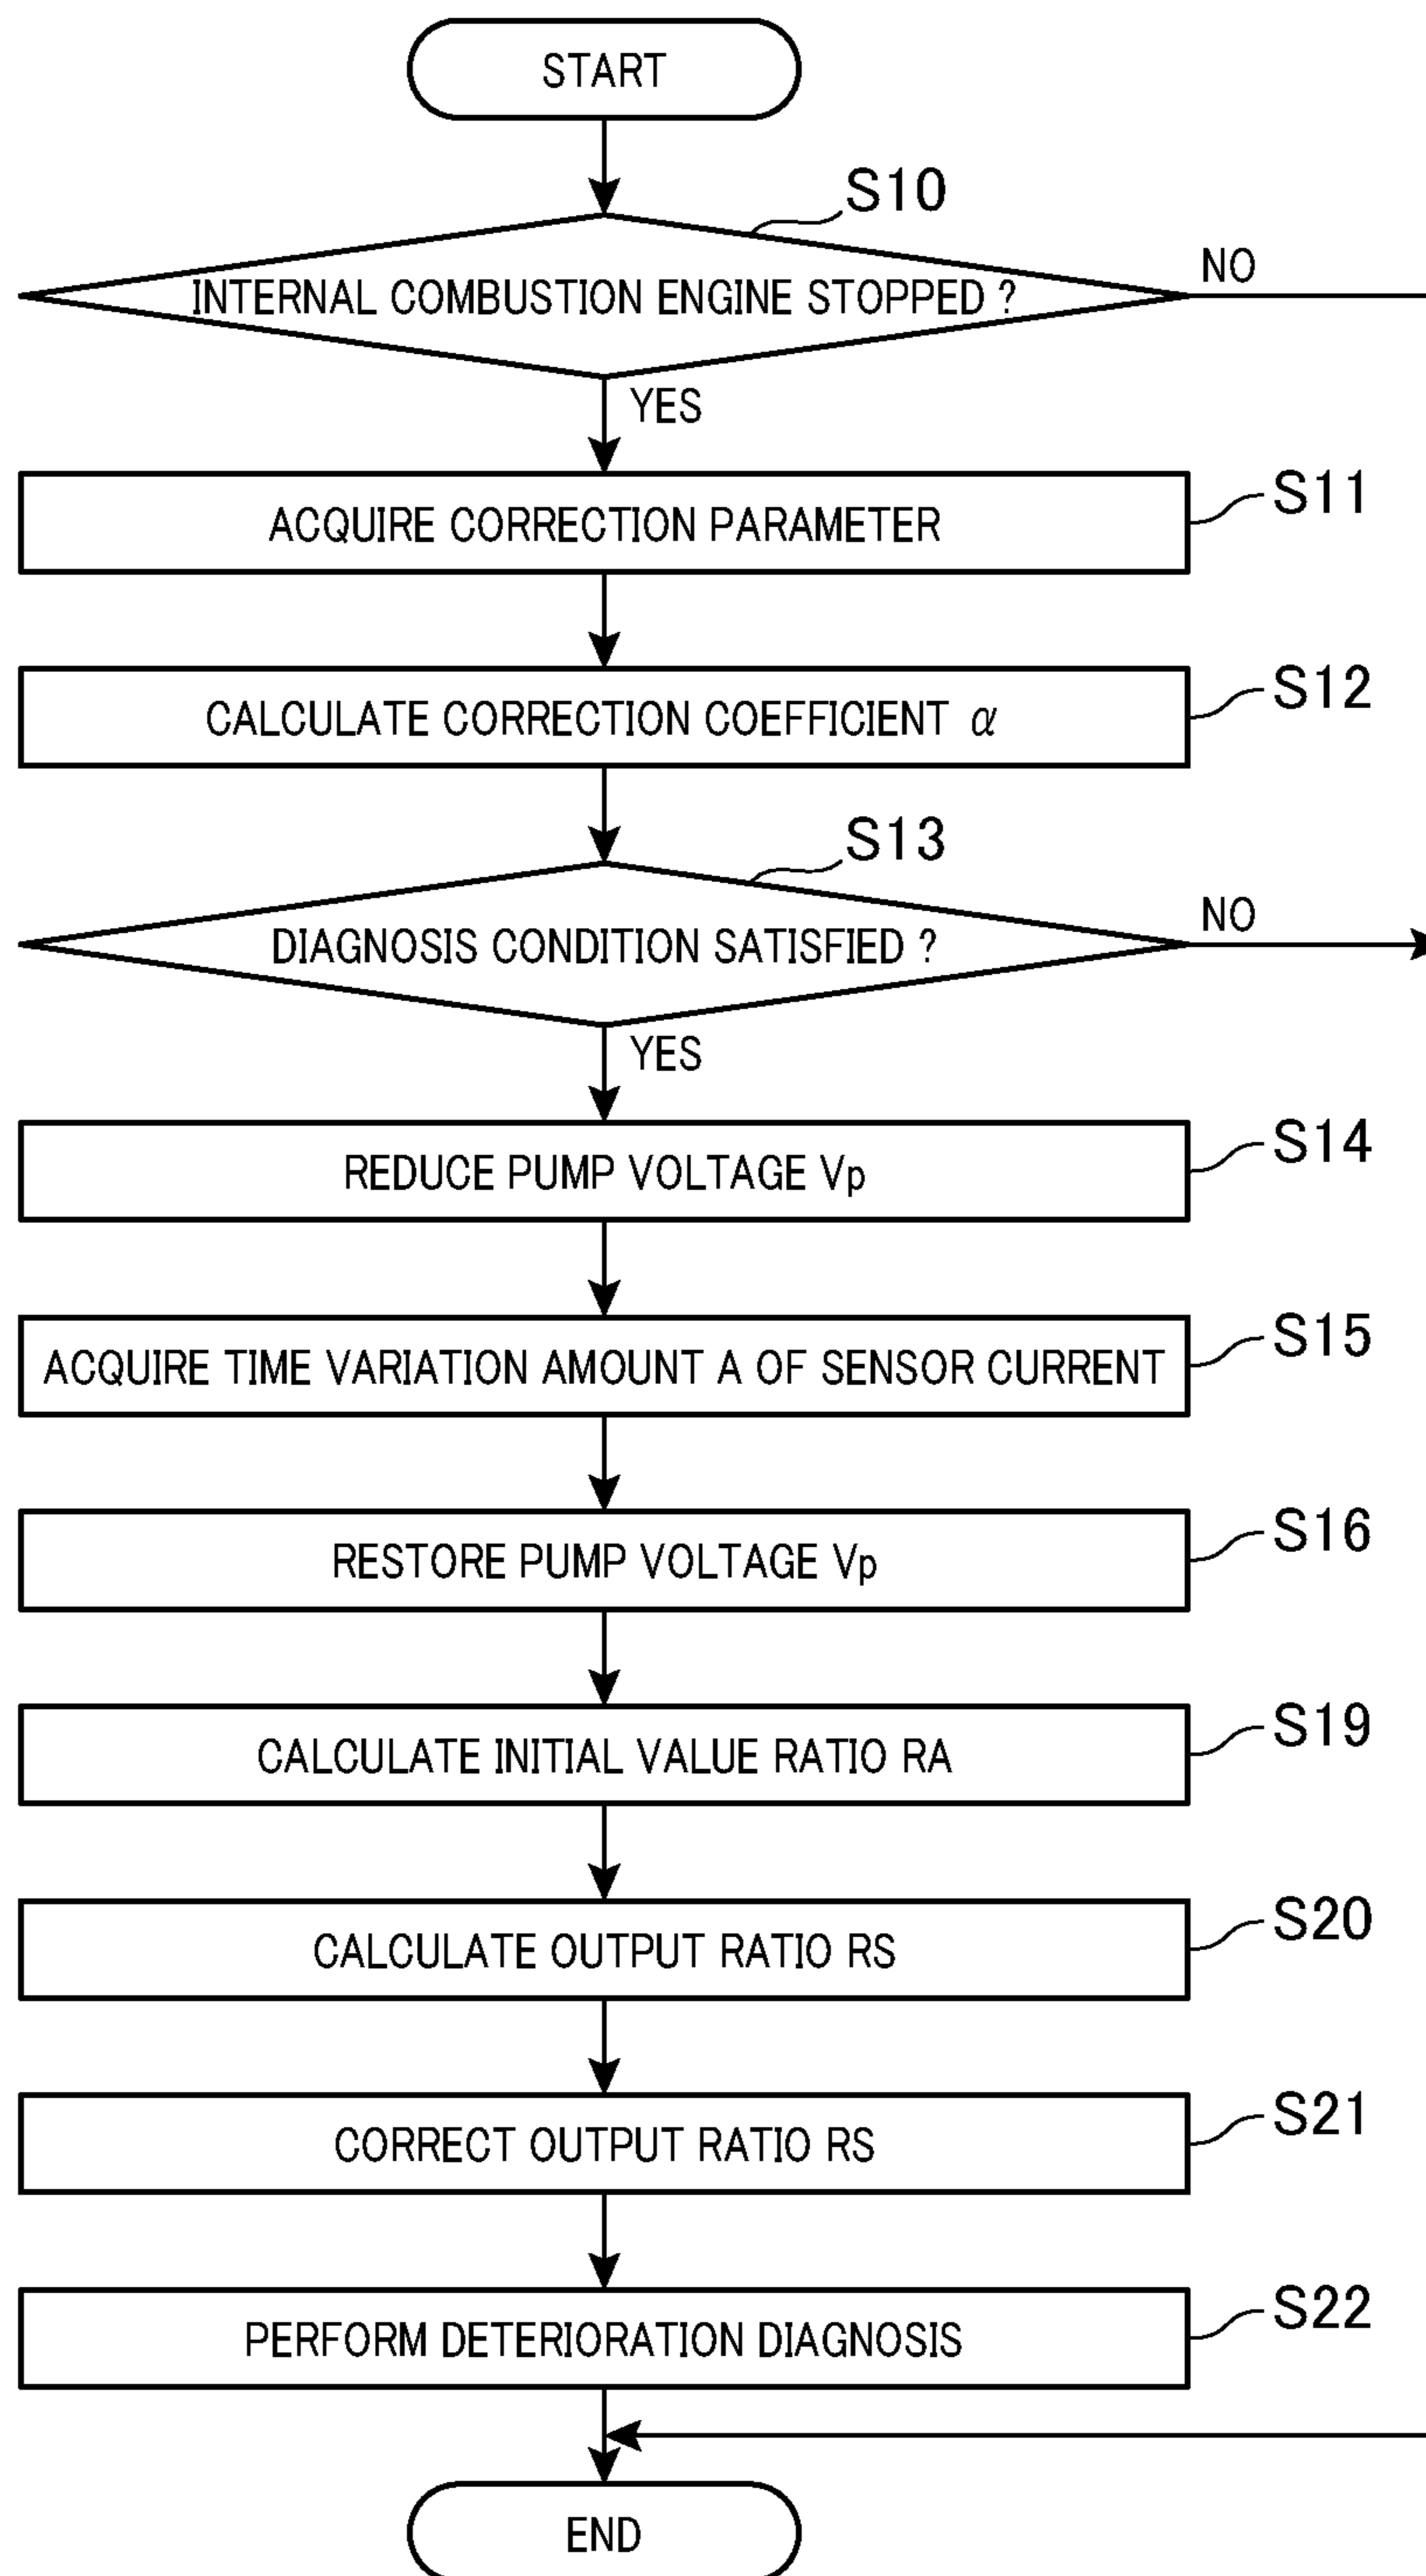 START
S10
INTERNAL COMBUSTION ENGINE STOPPED ?
NO
YES
ACQUIRE CORRECTION PARAMETER
S11
CALCULATE CORRECTION COEFFICIENT α
S12
S13
DIAGNOSIS CONDITION SATISFIED ?
NO
YES
REDUCE PUMP VOLTAGE Vp
S14
ACQUIRE TIME VARIATION AMOUNT A OF SENSOR CURRENT
S15
RESTORE PUMP VOLTAGE Vp
S16
CALCULATE INITIAL VALUE RATIO RA
S19
CALCULATE OUTPUT RATIO RS
S20
CORRECT OUTPUT RATIO RS
S21
PERFORM DETERIORATION DIAGNOSIS
S22
END